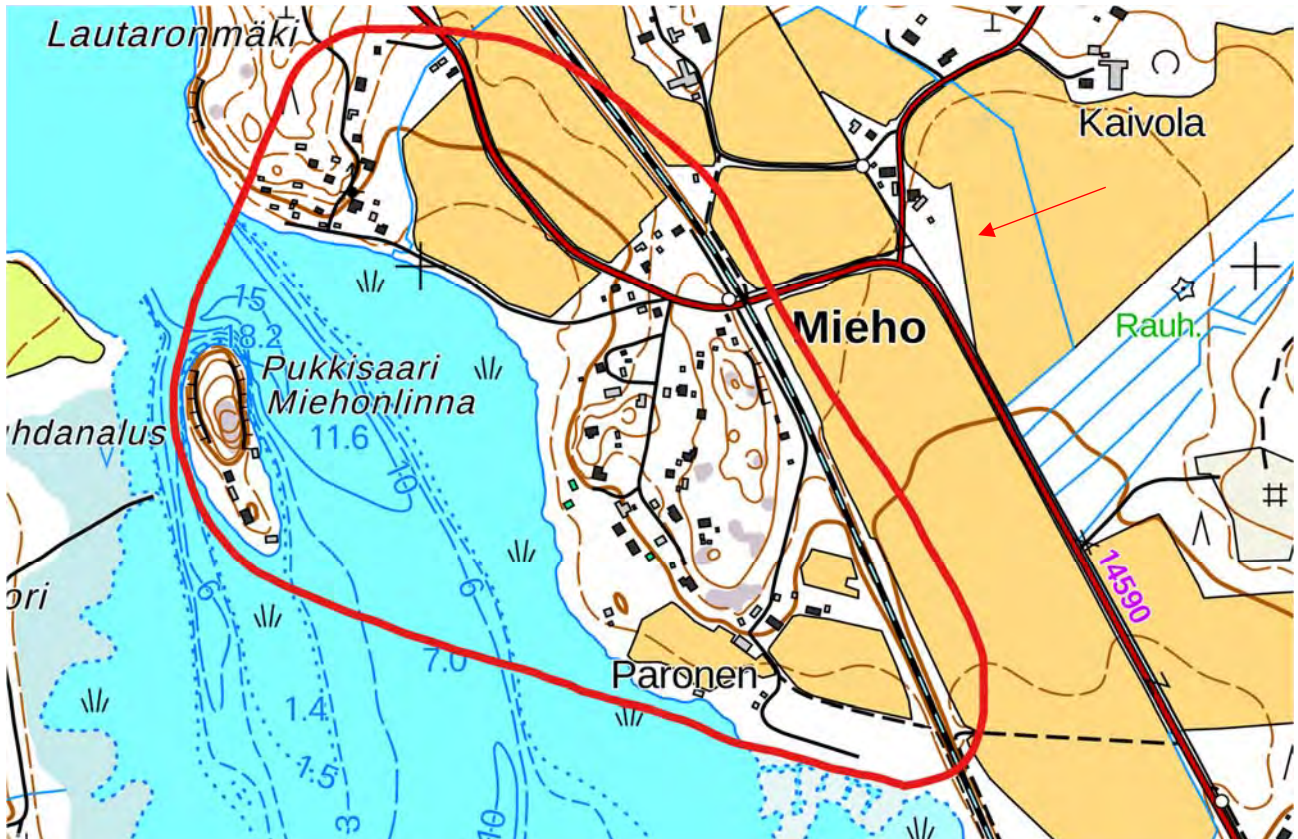 Lautaronmäki
Kaivola
15
18.2
Mieho
Rauh.
Pukkisaari
Miehonlinna
hdanalus
11.6
10
14590
6
6
ori
7.0
Paronen
1.4
1.5
3
10